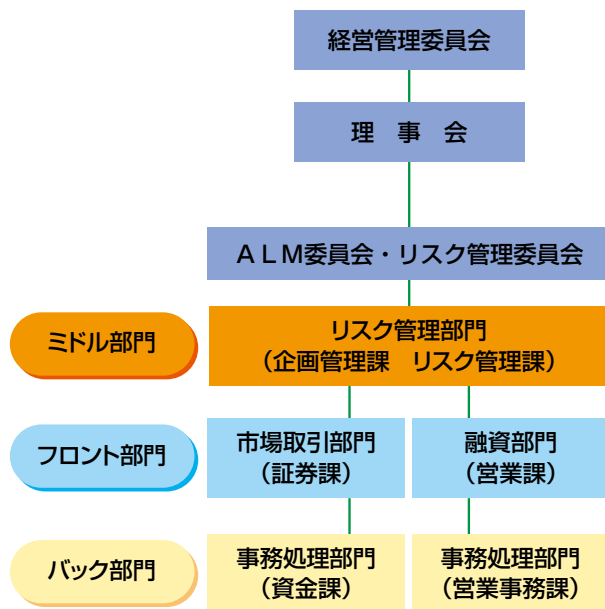 経営管理委員会
理　事　会
ＡＬＭ委員会・リスク管理委員会
ミドル部門
リスク管理部門
（企画管理課　リスク管理課）
フロント部門
市場取引部門
（証券課）
融資部門
（営業課）
バック部門
事務処理部門
（資金課）
事務処理部門
（営業事務課）